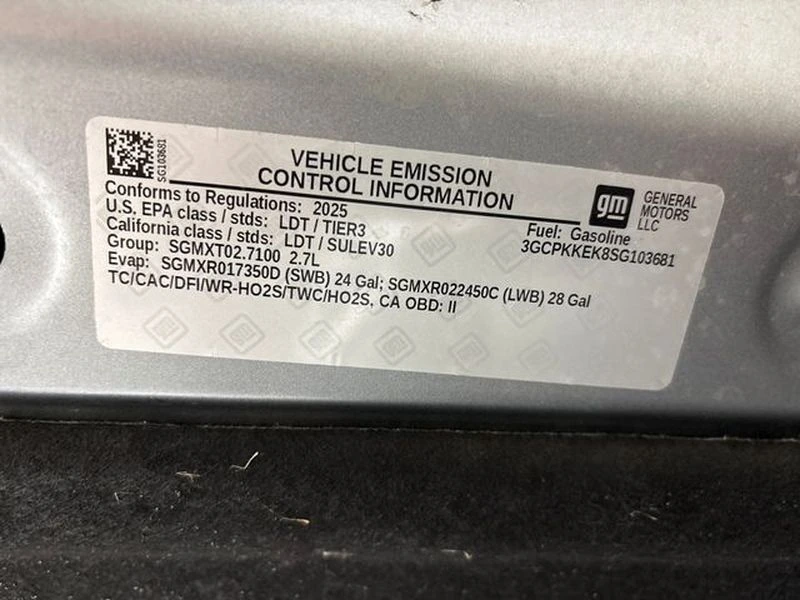 SG103681
VEHICLE EMISSION
CONTROL INFORMATION
gm
GENERAL
MOTORS
LLC
Conforms to Regulations: 2025
U.S. EPA class / stds: LDT / TIER3
California class / stds: LDT / SULEV30
Group: SGMXT02.7100 2.7L
Evap: SGMXR017350D (SWB) 24 Gal; SGMXR022450C (LWB) 28 Gal
TC/CAC/DFI/WR-HO2S/TWC/HO2S, CA OBD: II
Fuel: Gasoline
3GCPKKEK8SG103681